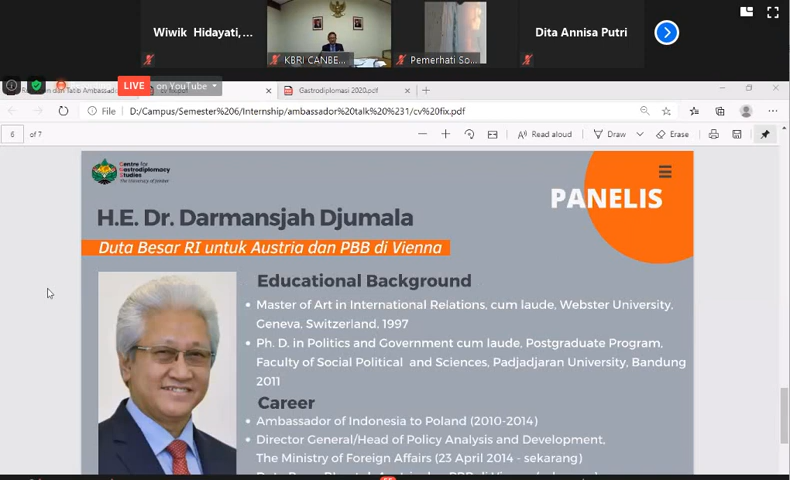 Wiwik Hidayati,...
Dita Annisa Putri
KBRI CANBE...
Pemerhati So...
LIVE on YouTube
Gastrodiplomasi 2020.pdf
File D:/Campus/Semester%206/Internship/ambassador%20talk%20%231/cv%20fix.pdf
6 of 7
Read aloud
Draw
Erase
Centre for
Gastrodiplomacy
Studies
The University of Jember
PANELIS
H.E. Dr. Darmansjah Djumala
Duta Besar RI untuk Austria dan PBB di Vienna
Educational Background
• Master of Art in International Relations, cum laude, Webster University,
Geneva, Switzerland, 1997
• Ph. D. in Politics and Government cum laude, Postgraduate Program,
Faculty of Social Political and Sciences, Padjadjaran University, Bandung
2011
Career
• Ambassador of Indonesia to Poland (2010-2014)
• Director General/Head of Policy Analysis and Development,
The Ministry of Foreign Affairs (23 April 2014 - sekarang)